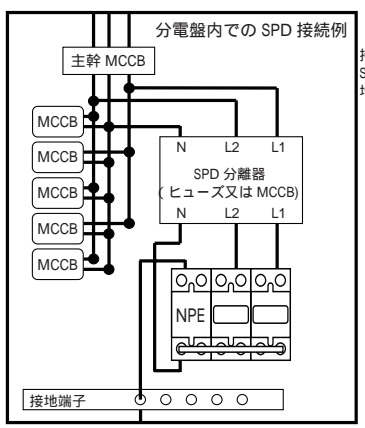 分電盤内での SPD 接続例
主幹 MCCB
MCCB
MCCB
MCCB
MCCB
MCCB
N L2 L1
SPD 分離器
( ヒューズ又は MCCB)
N L2 L1
NPE
接地端子